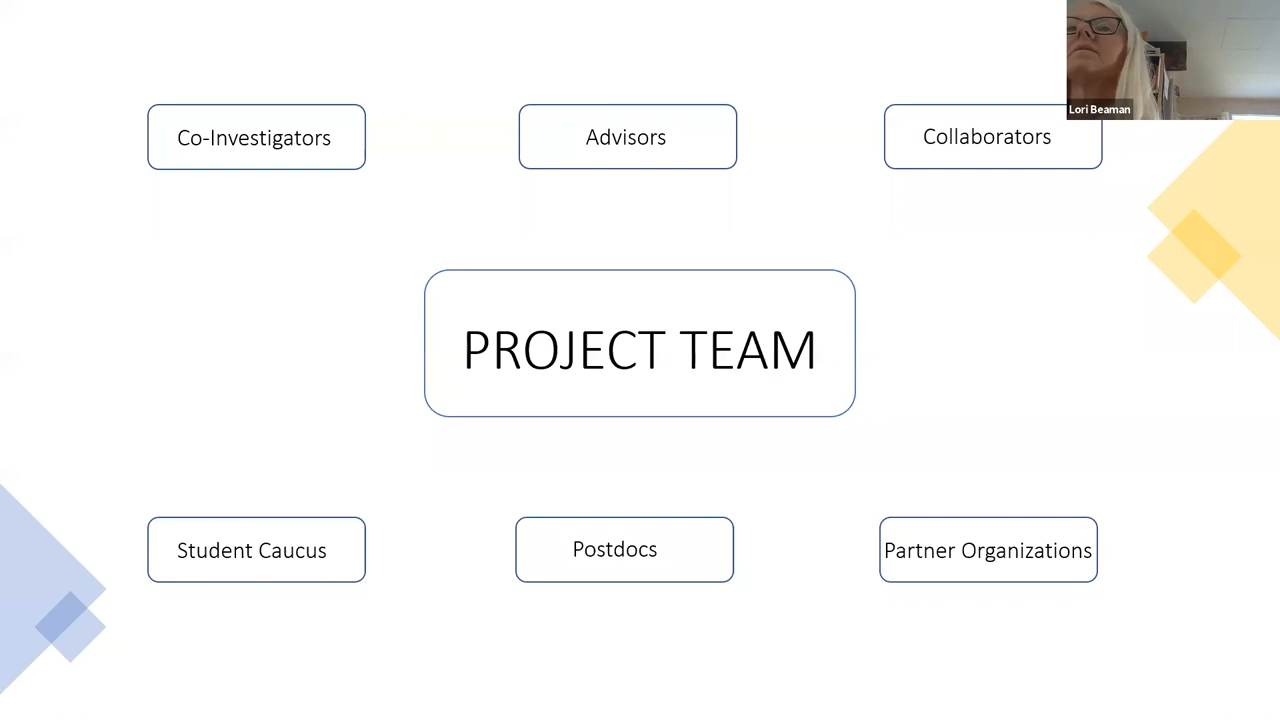 Lori Beaman
Co-Investigators
Advisors
Collaborators
PROJECT TEAM
Student Caucus
Postdocs
Partner Organizations